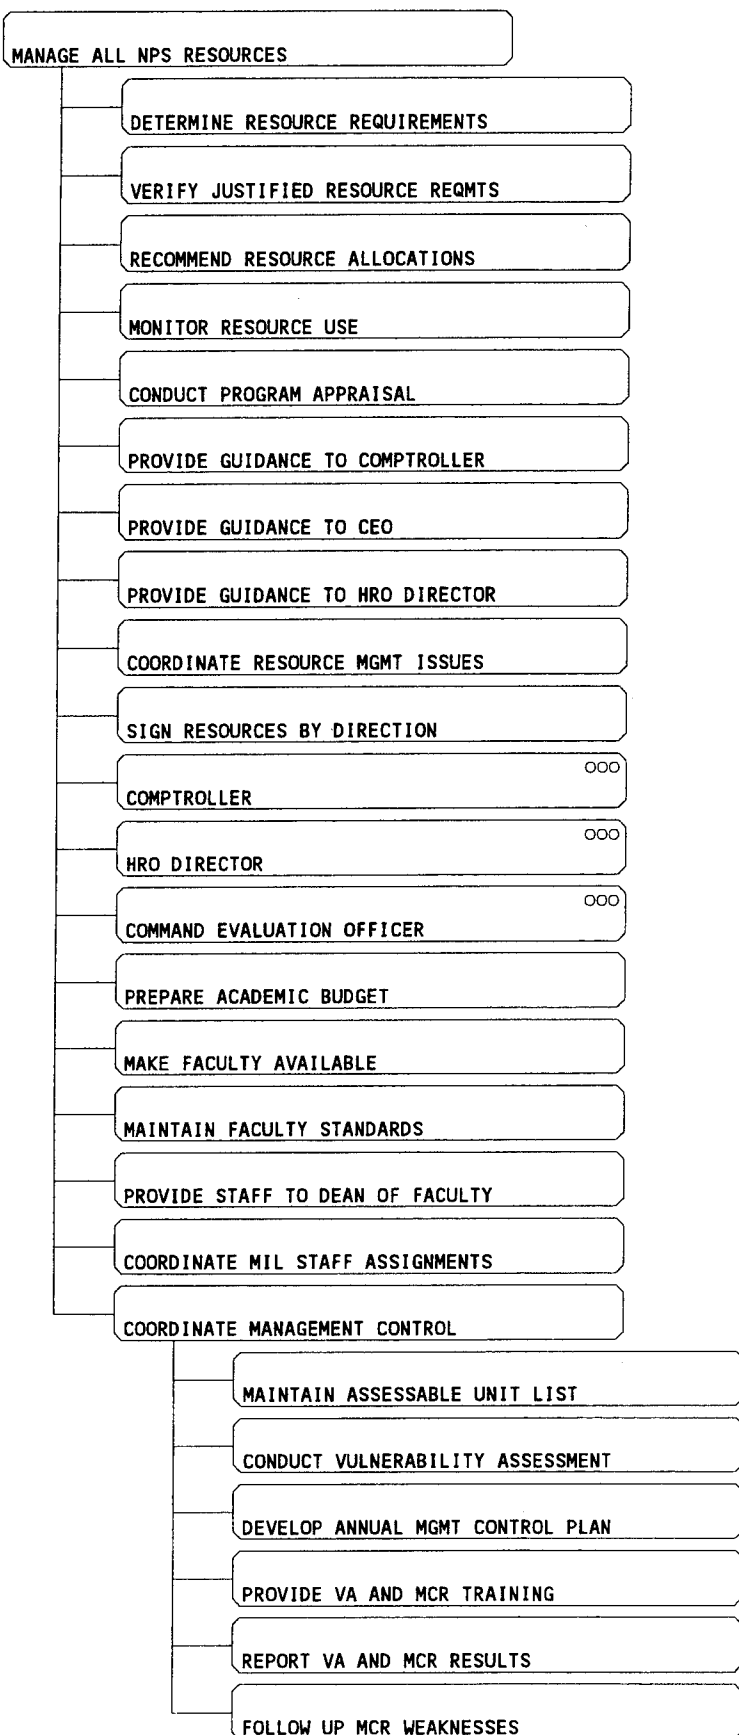 MANAGE ALL NPS RESOURCES
DETERMINE RESOURCE REQUIREMENTS
VERIFY JUSTIFIED RESOURCE REQMTS
RECOMMEND RESOURCE ALLOCATIONS
MONITOR RESOURCE USE
CONDUCT PROGRAM APPRAISAL
PROVIDE GUIDANCE TO COMPTROLLER
PROVIDE GUIDANCE TO CEO
PROVIDE GUIDANCE TO HRO DIRECTOR
COORDINATE RESOURCE MGMT ISSUES
SIGN RESOURCES BY DIRECTION
COMPTROLLER
HRO DIRECTOR
COMMAND EVALUATION OFFICER
PREPARE ACADEMIC BUDGET
MAKE FACULTY AVAILABLE
MAINTAIN FACULTY STANDARDS
PROVIDE STAFF TO DEAN OF FACULTY
COORDINATE MIL STAFF ASSIGNMENTS
COORDINATE MANAGEMENT CONTROL
MAINTAIN ASSESSABLE UNIT LIST
CONDUCT VULNERABILITY ASSESSMENT
DEVELOP ANNUAL MGMT CONTROL PLAN
PROVIDE VA AND MCR TRAINING
REPORT VA AND MCR RESULTS
FOLLOW UP MCR WEAKNESSES